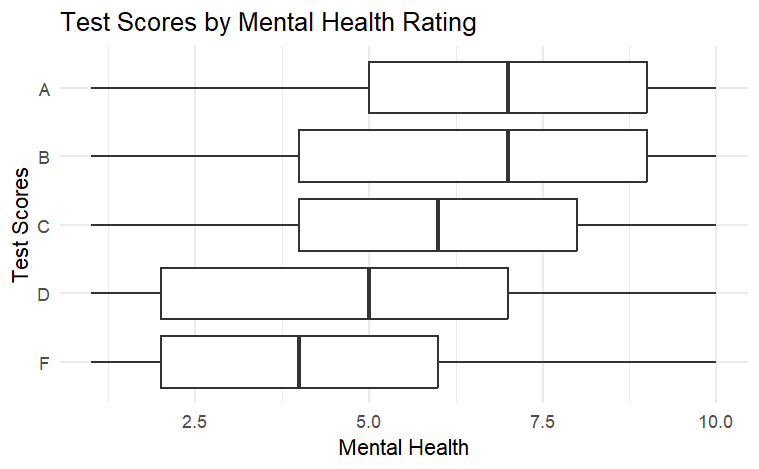 Test Scores by Mental Health Rating
Test Scores
A
B
C
D
F
2.5 5.0 7.5 10.0
Mental Health